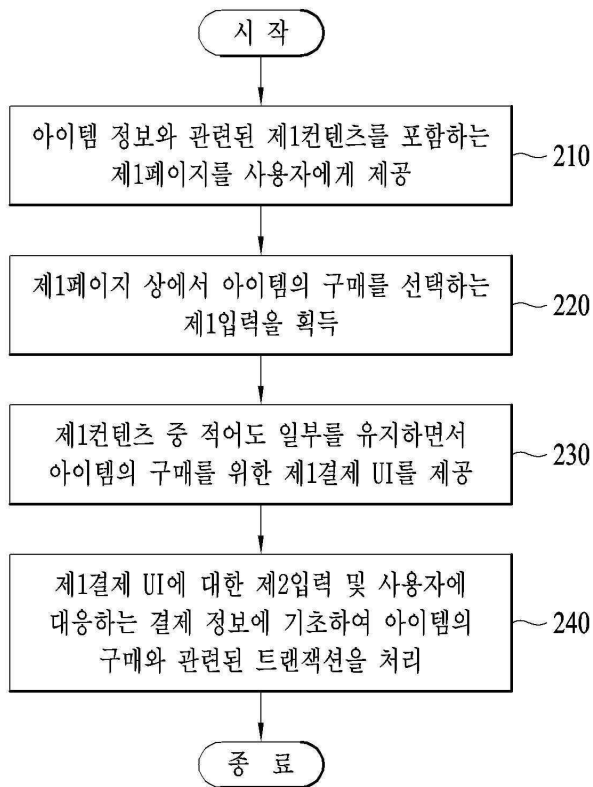 시 작
아이템 정보와 관련된 제1컨텐츠를 포함하는
제1페이지를 사용자에게 제공
210
제1페이지 상에서 아이템의 구매를 선택하는
제1입력을 획득
220
제1컨텐츠 중 적어도 일부를 유지하면서
아이템의 구매를 위한 제1결제 UI를 제공
230
제1결제 UI에 대한 제2입력 및 사용자에
대응하는 결제 정보에 기초하여 아이템의
구매와 관련된 트랜잭션을 처리
240
종 료